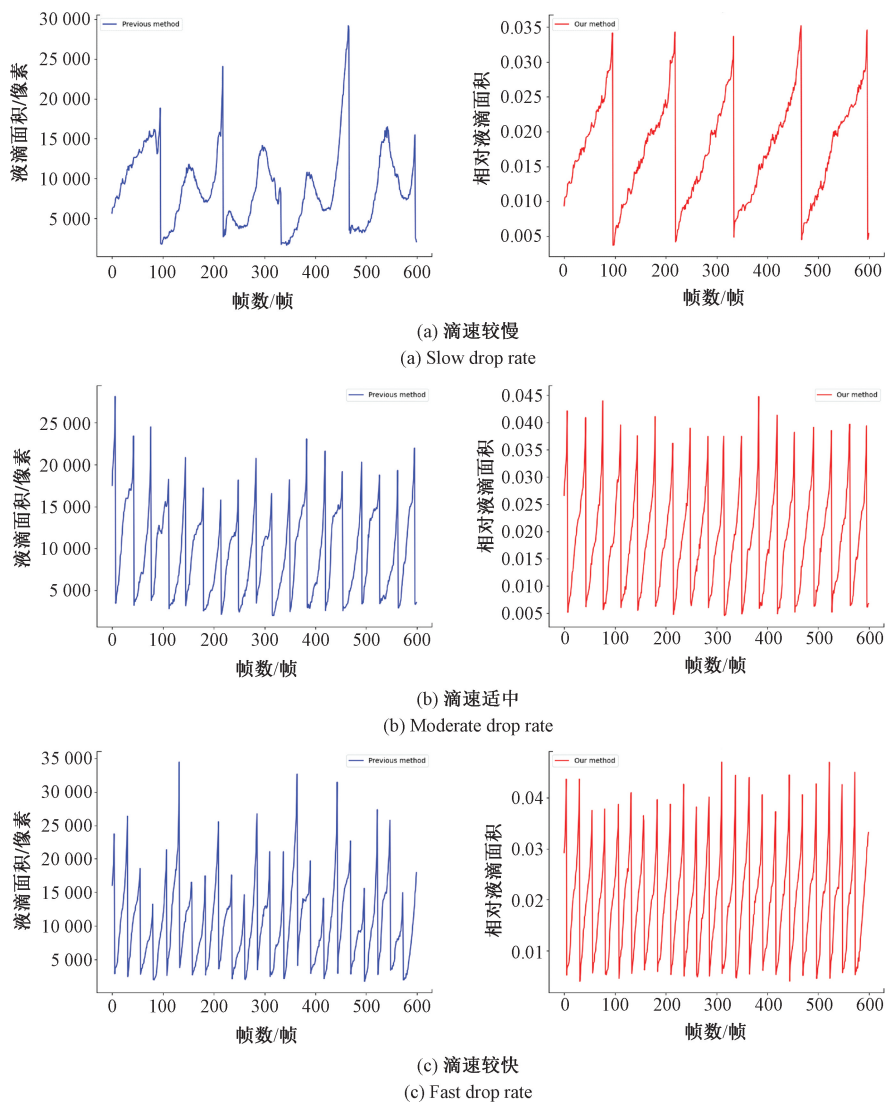 Previous method
液滴面积/像素
30 000
25 000
20 000
15 000
10 000
5 000
0 100 200 300 400 500 600
帧数/帧
Our method
相对液滴面积
0.035
0.030
0.025
0.020
0.015
0.010
0.005
0 100 200 300 400 500 600
帧数/帧
(a) 滴速较慢
(a) Slow drop rate
Previous method
液滴面积/像素
25 000
20 000
15 000
10 000
5 000
0 100 200 300 400 500 600
帧数/帧
Our method
相对液滴面积
0.045
0.040
0.035
0.030
0.025
0.020
0.015
0.010
0.005
0 100 200 300 400 500 600
帧数/帧
(b) 滴速适中
(b) Moderate drop rate
Previous method
液滴面积/像素
35 000
30 000
25 000
20 000
15 000
10 000
5 000
0 100 200 300 400 500 600
帧数/帧
Our method
相对液滴面积
0.04
0.03
0.02
0.01
0 100 200 300 400 500 600
帧数/帧
(c) 滴速较快
(c) Fast drop rate